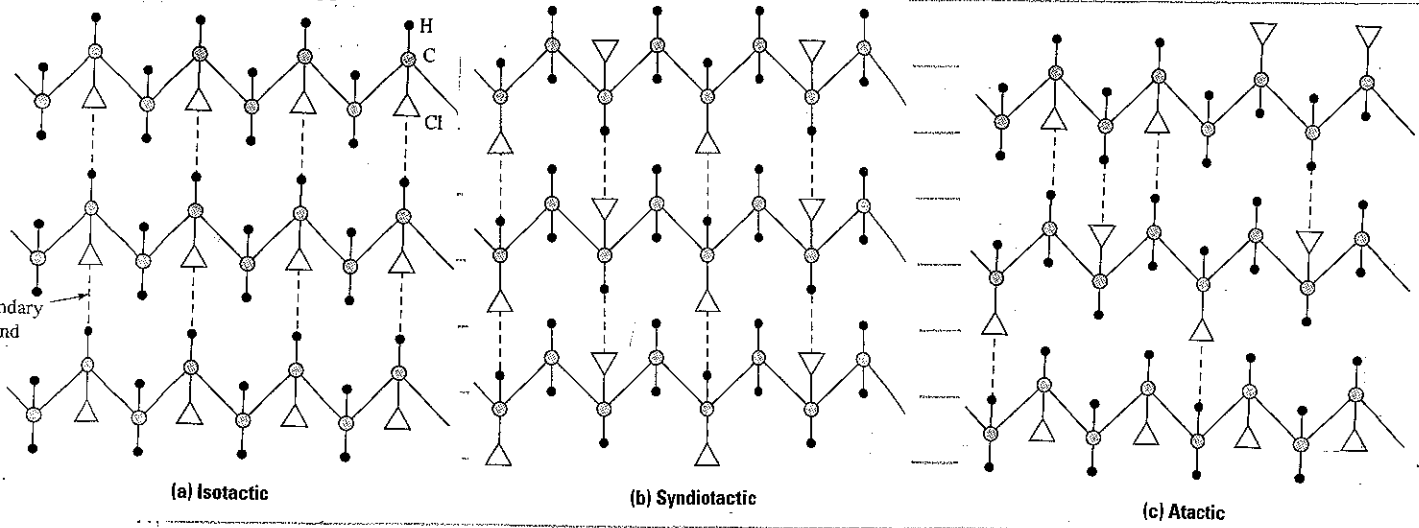 H
C
Cl
ndary
nd
(a) Isotactic
(b) Syndiotactic
(c) Atactic